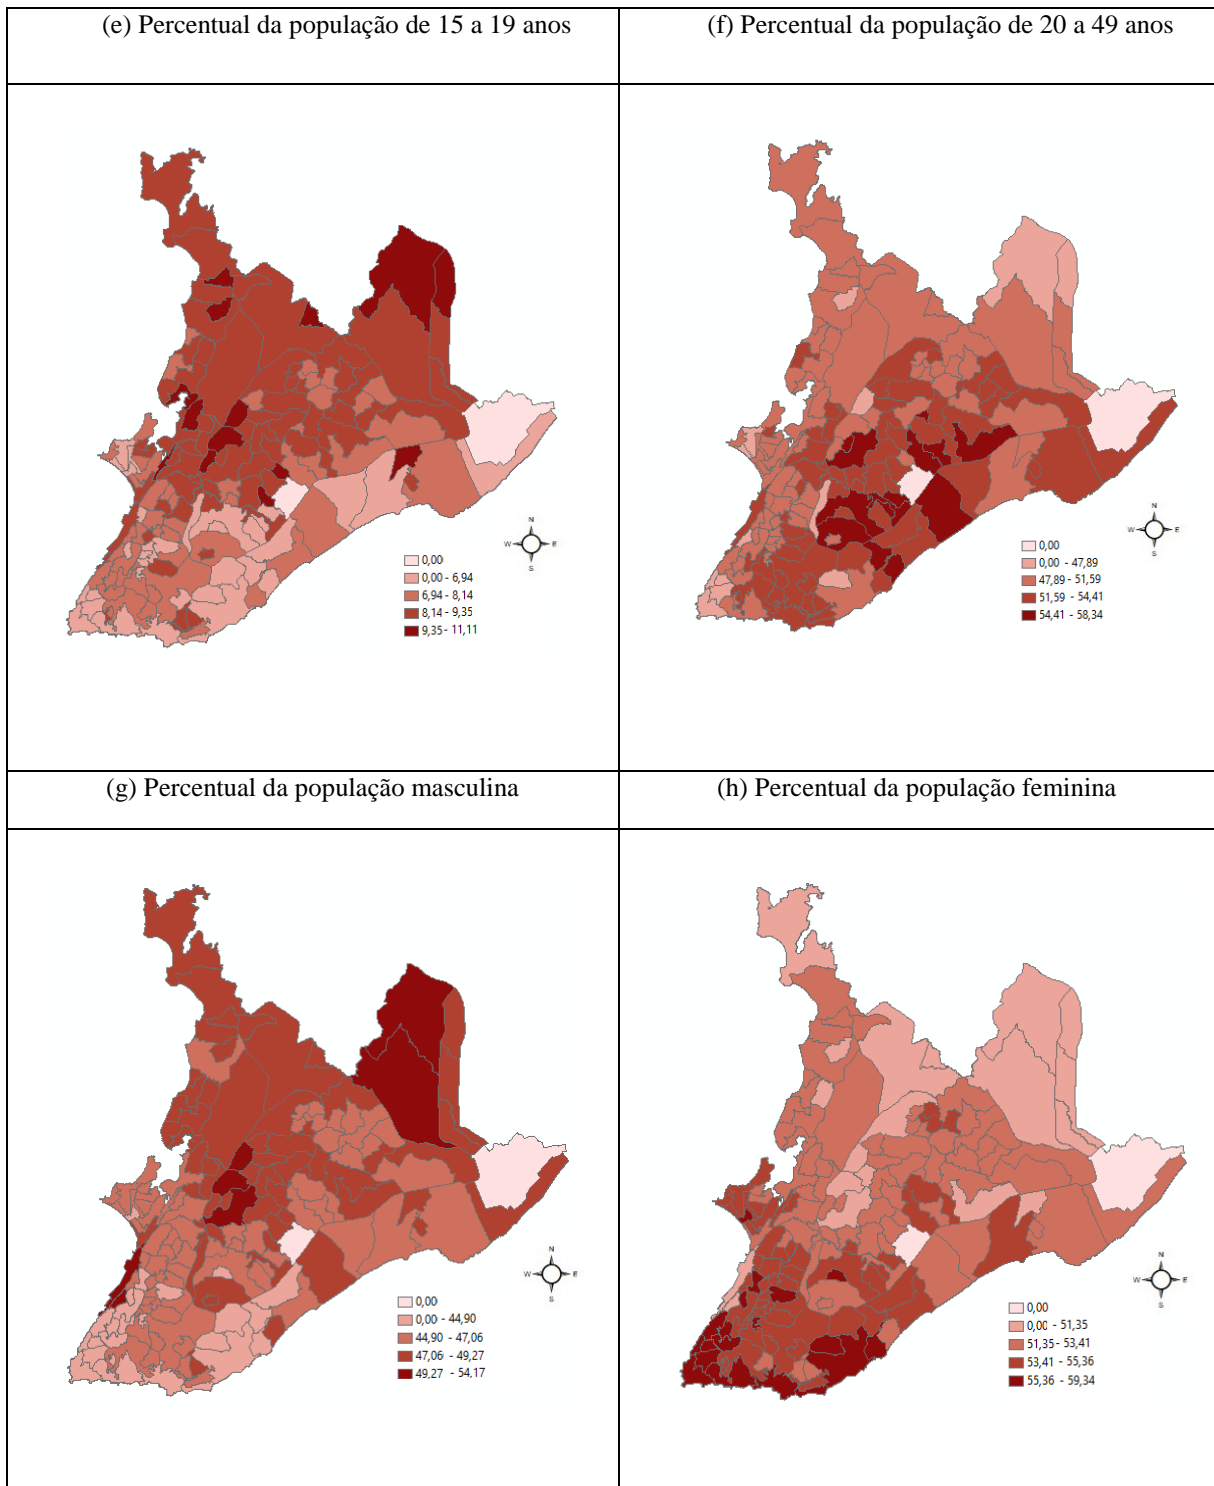 (e) Percentual da população de 15 a 19 anos
(f) Percentual da população de 20 a 49 anos
N
W
E
S
0,00
0,00 - 6,94
6,94 - 8,14
8,14 - 9,35
9,35 - 11,11
N
W
E
S
0,00
0,00 - 47,89
47,89 - 51,59
51,59 - 54,41
54,41 - 58,34
(g) Percentual da população masculina
(h) Percentual da população feminina
N
W
E
S
0,00
0,00 - 44,90
44,90 - 47,06
47,06 - 49,27
49,27 - 54,17
N
W
E
S
0,00
0,00 - 51,35
51,35 - 53,41
53,41 - 55,36
55,36 - 59,34